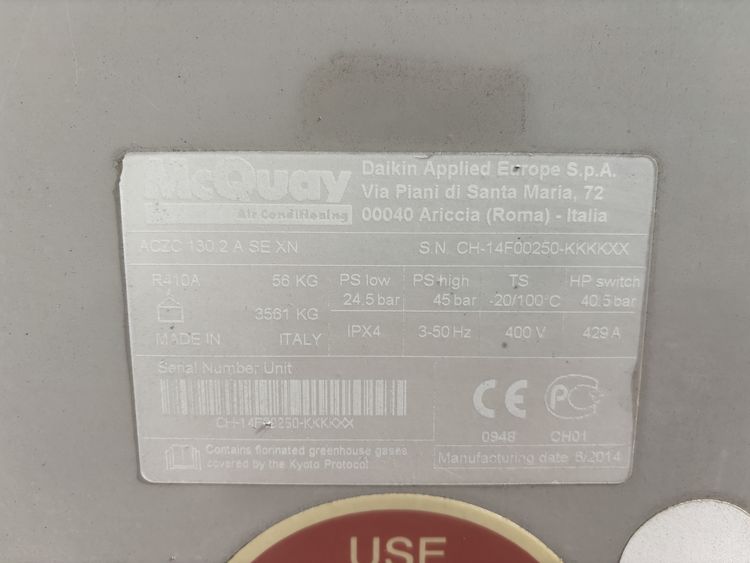 McQuay
Air Conditioning
Daikin Applied Europe S.p.A.
Via Piani di Santa Maria, 72
00040 Ariccia (Roma) - Italia
ACZC 130.2 A SE XN S.N. CH-14F00250-KKKKXX
R410A 56 KG PS low PS high TS HP switch
24,5 bar 45 bar -20/100°C 40.5 bar
3561 KG
IPX4 3-50 Hz 400 V 429 A
MADE IN ITALY
Serial Number Unit
CH-14F00250-KKKKXX
CE PC
0948 CH01
Contains florinated greenhouse gases
covered by the Kyoto Protocol
Manufacturing date 6/2014
USE